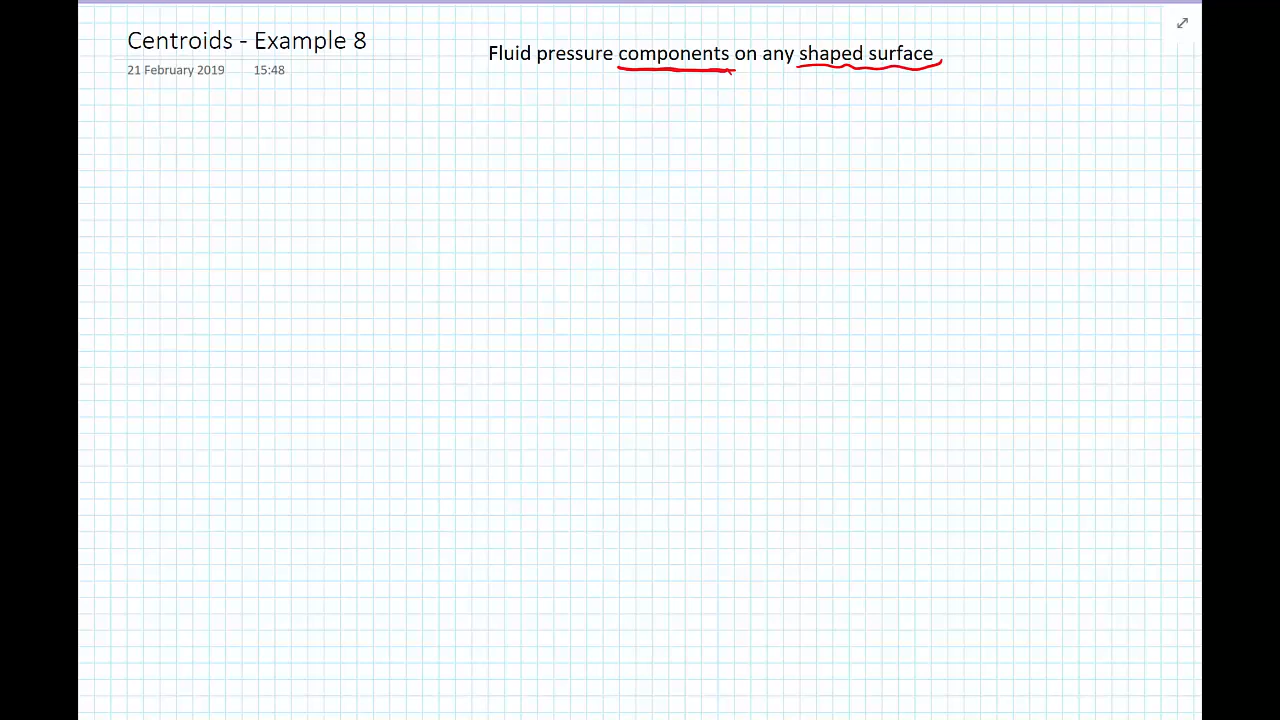 Centroids - Example 8
Fluid pressure components on any shaped surface
21 February 2019 15:48